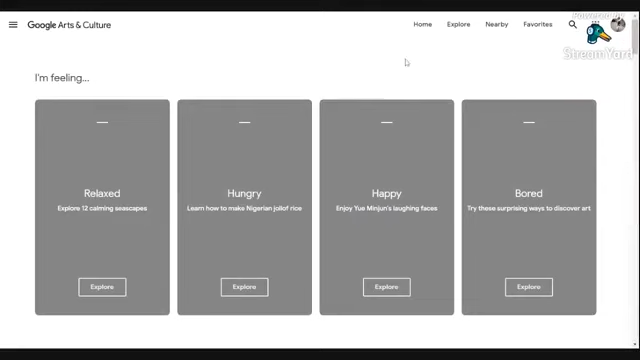 Google Arts & Culture
Home Explore Nearby Favorites
StreamYard
I'm feeling...
Relaxed
Explore 12 calming seascapes
Explore
Hungry
Learn how to make Nigerian jollof rice
Explore
Happy
Enjoy Yue Minjun's laughing faces
Explore
Bored
Try these surprising ways to discover art
Explore